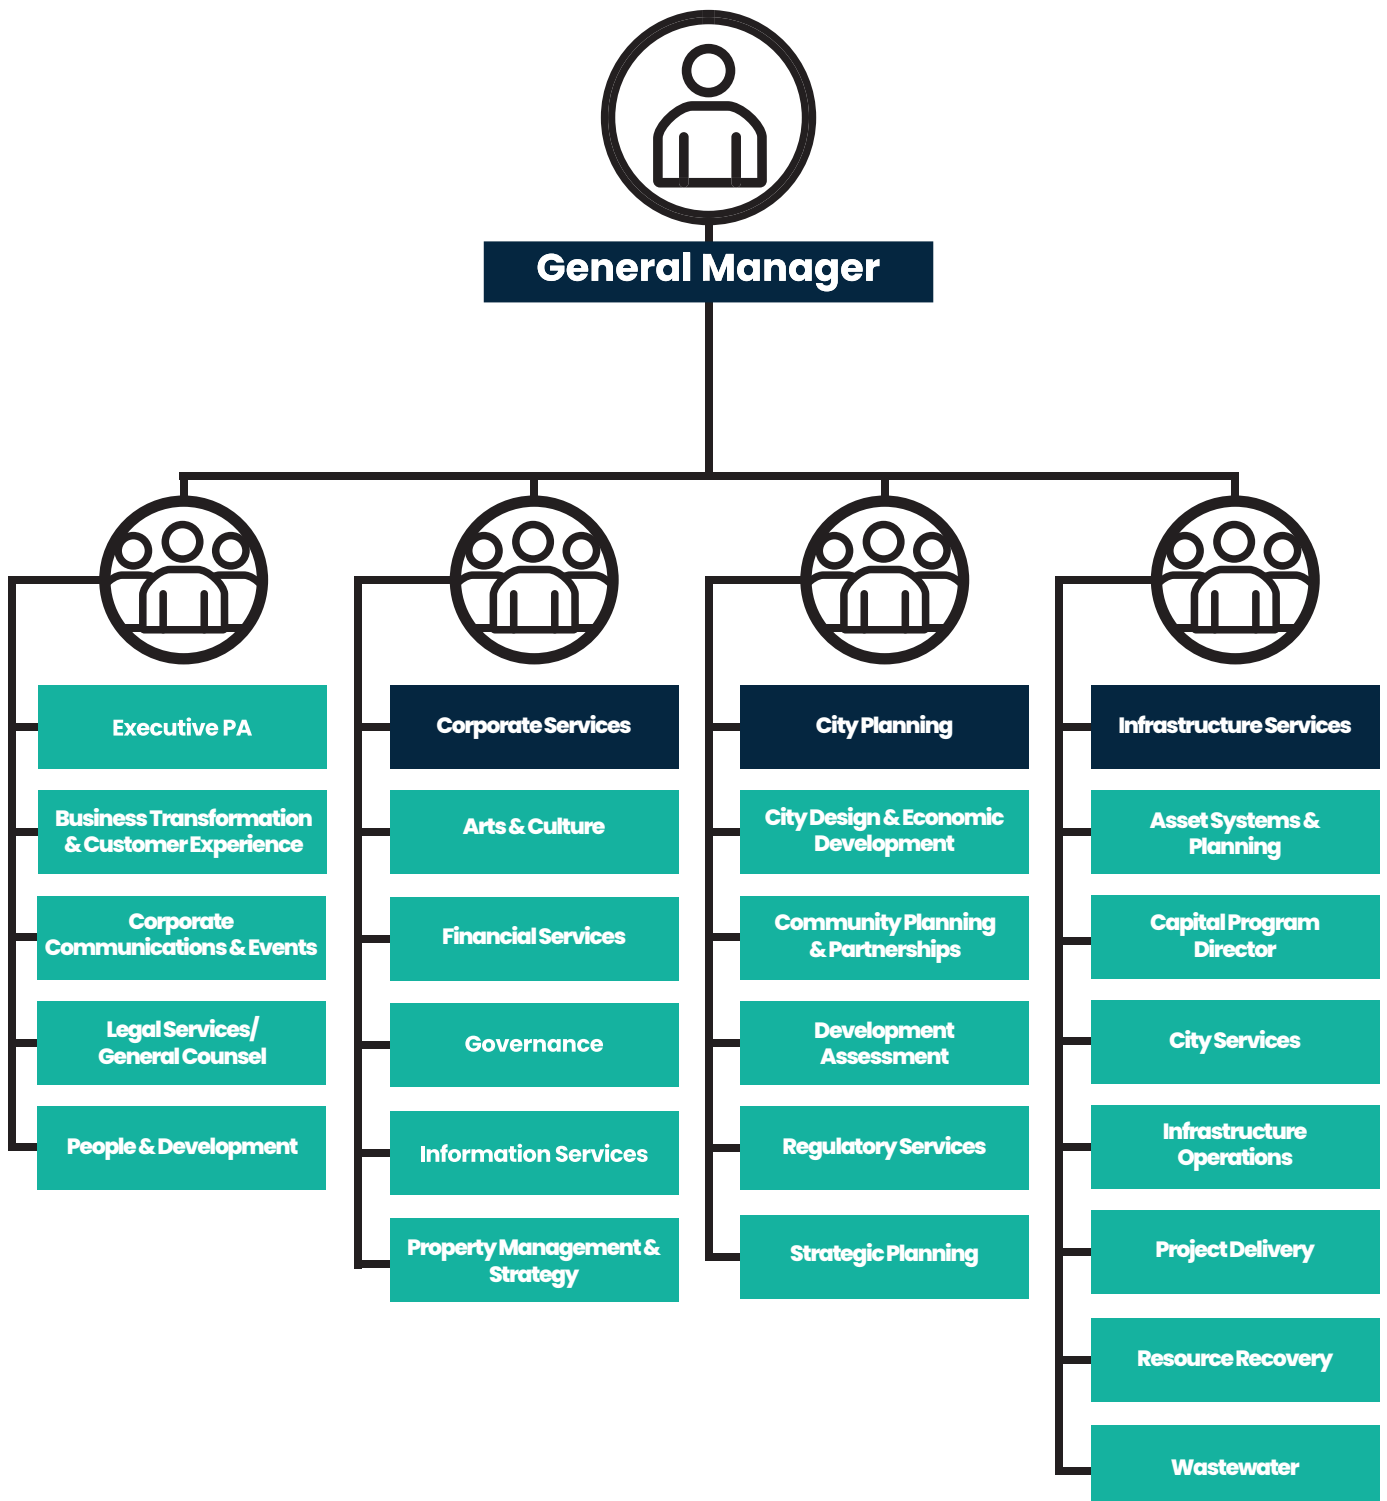 General Manager
Executive PA
Business Transformation
& Customer Experience
Corporate
Communications & Events
Legal Services/
General Counsel
People & Development
Corporate Services
Arts & Culture
Financial Services
Governance
Information Services
Property Management &
Strategy
City Planning
City Design & Economic
Development
Community Planning
& Partnerships
Development
Assessment
Regulatory Services
Strategic Planning
Infrastructure Services
Asset Systems &
Planning
Capital Program
Director
City Services
Infrastructure
Operations
Project Delivery
Resource Recovery
Wastewater